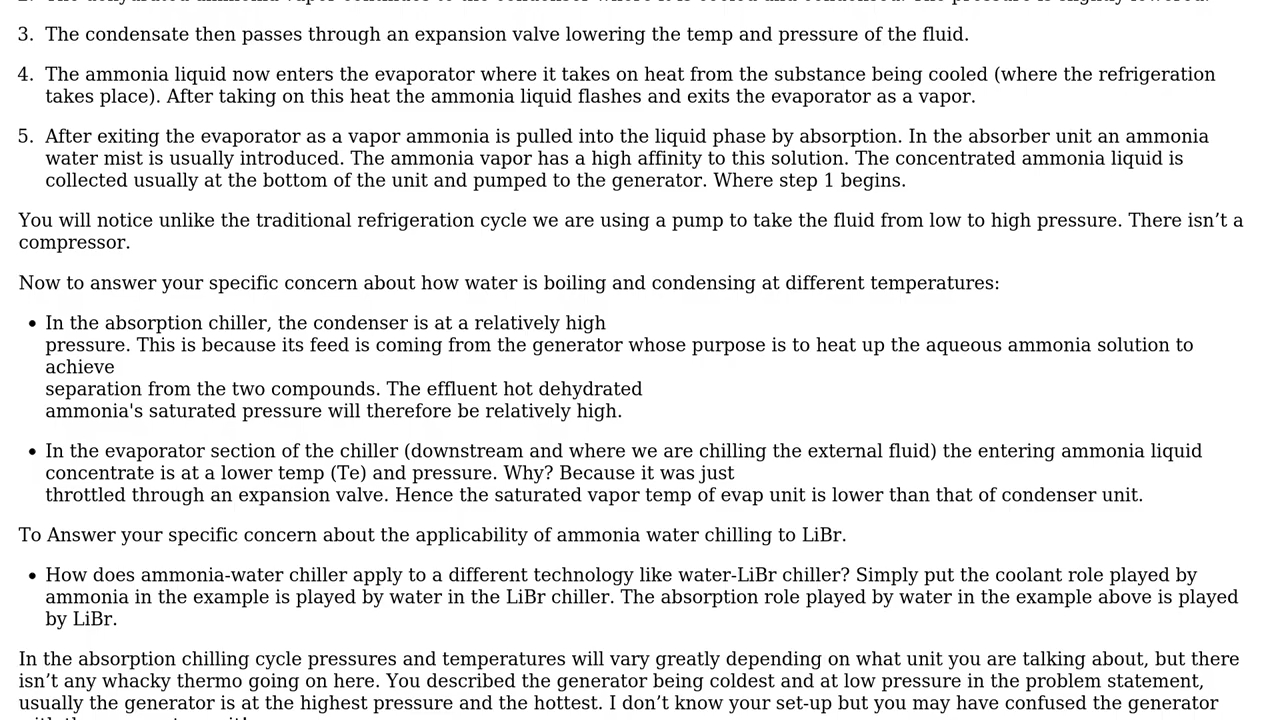 3. The condensate then passes through an expansion valve lowering the temp and pressure of the fluid.
4. The ammonia liquid now enters the evaporator where it takes on heat from the substance being cooled (where the refrigeration
takes place). After taking on this heat the ammonia liquid flashes and exits the evaporator as a vapor.
5. After exiting the evaporator as a vapor ammonia is pulled into the liquid phase by absorption. In the absorber unit an ammonia
water mist is usually introduced. The ammonia vapor has a high affinity to this solution. The concentrated ammonia liquid is
collected usually at the bottom of the unit and pumped to the generator. Where step 1 begins.
You will notice unlike the traditional refrigeration cycle we are using a pump to take the fluid from low to high pressure. There isn’t a
compressor.
Now to answer your specific concern about how water is boiling and condensing at different temperatures:
• In the absorption chiller, the condenser is at a relatively high
pressure. This is because its feed is coming from the generator whose purpose is to heat up the aqueous ammonia solution to
achieve
separation from the two compounds. The effluent hot dehydrated
ammonia's saturated pressure will therefore be relatively high.
• In the evaporator section of the chiller (downstream and where we are chilling the external fluid) the entering ammonia liquid
concentrate is at a lower temp (Te) and pressure. Why? Because it was just
throttled through an expansion valve. Hence the saturated vapor temp of evap unit is lower than that of condenser unit.
To Answer your specific concern about the applicability of ammonia water chilling to LiBr.
• How does ammonia-water chiller apply to a different technology like water-LiBr chiller? Simply put the coolant role played by
ammonia in the example is played by water in the LiBr chiller. The absorption role played by water in the example above is played
by LiBr.
In the absorption chilling cycle pressures and temperatures will vary greatly depending on what unit you are talking about, but there
isn’t any whacky thermo going on here. You described the generator being coldest and at low pressure in the problem statement,
usually the generator is at the highest pressure and the hottest. I don’t know your set-up but you may have confused the generator